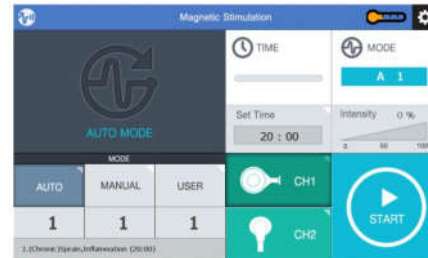 Magnetic Stimulation
TIME
MODE
A 1
AUTO MODE
Set Time
20 : 00
Intensity 0 %
0 50 100
MODE
AUTO MANUAL USER
1 1 1
CH1
CH2
START
1.(Chronic)Sprain,Inflammation (20:00)